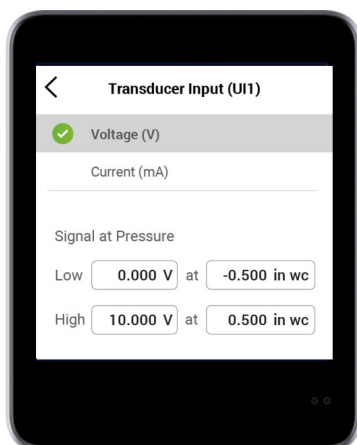 Transducer Input (UI1)
Voltage (V)
Current (mA)
Signal at Pressure
Low 0.000 V at -0.500 in wc
High 10.000 V at 0.500 in wc